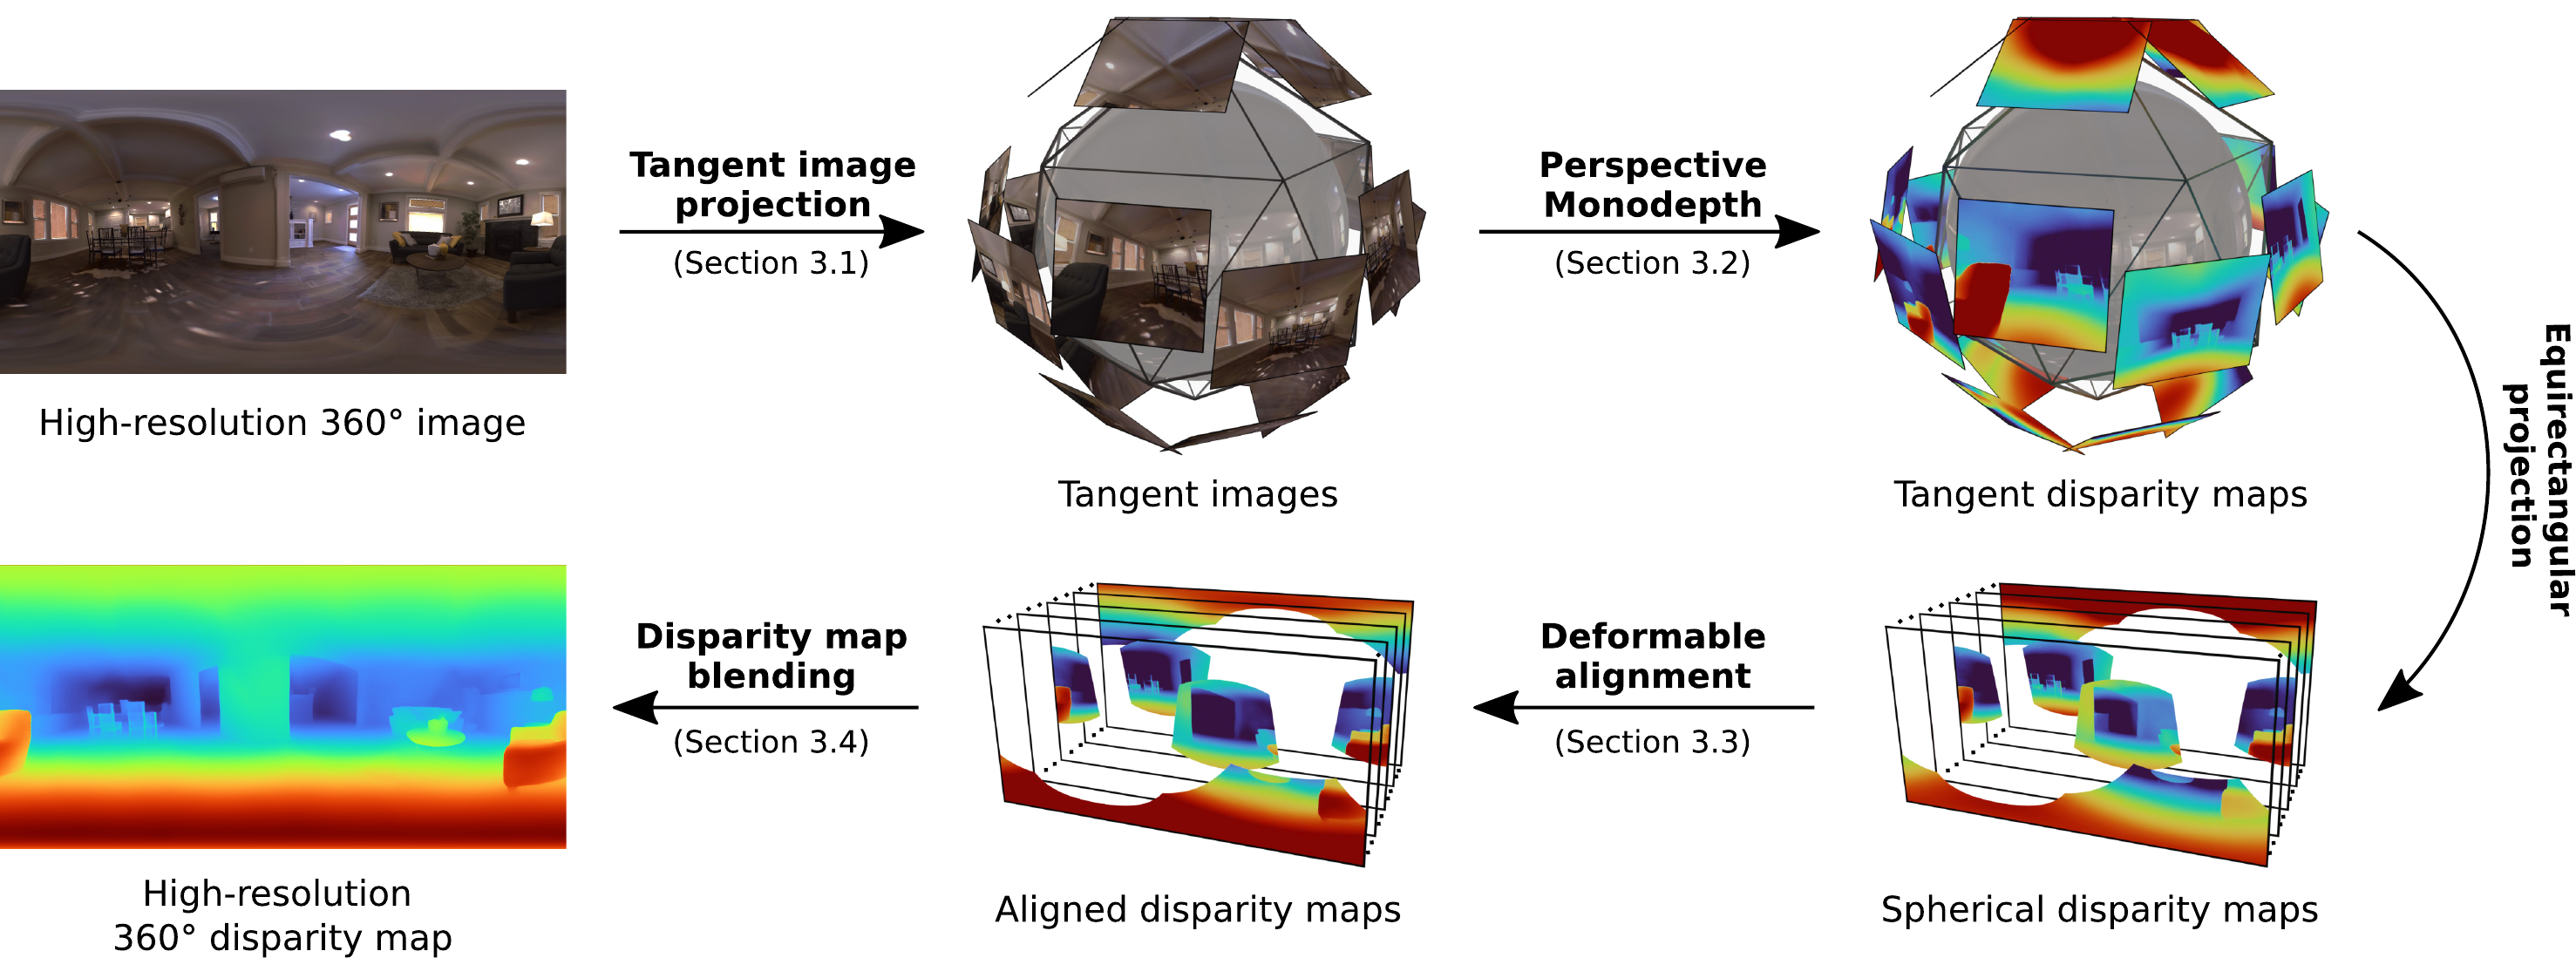 Tangent image
projection
(Section 3.1)
Perspective
Monodepth
(Section 3.2)
High-resolution 360° image
Tangent images
Tangent disparity maps
Equirectangular
projection
Disparity map
blending
(Section 3.4)
Deformable
alignment
(Section 3.3)
High-resolution
360° disparity map
Aligned disparity maps
Spherical disparity maps